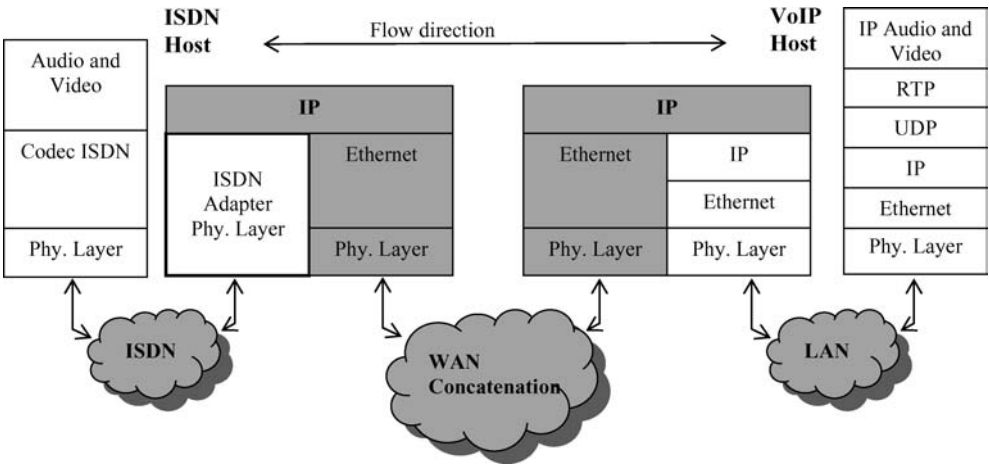 ISDN
Host
Flow direction
VoIP
Host
Audio and
Video
Codec ISDN
Phy. Layer
IP
ISDN
Adapter
Phy. Layer
Ethernet
Phy. Layer
IP
Ethernet
Phy. Layer
IP
Ethernet
Phy. Layer
IP Audio and
Video
RTP
UDP
IP
Ethernet
Phy. Layer
ISDN
WAN
Concatenation
LAN